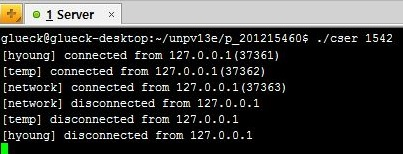 1 Server
glueck@glueck-desktop:~/unpv13e/p_201215460$ ./cser 1542
[hyoung] connected from 127.0.0.1(37361)
[temp] connected from 127.0.0.1(37362)
[network] connected from 127.0.0.1(37363)
[network] disconnected from 127.0.0.1
[temp] disconnected from 127.0.0.1
[hyoung] disconnected from 127.0.0.1